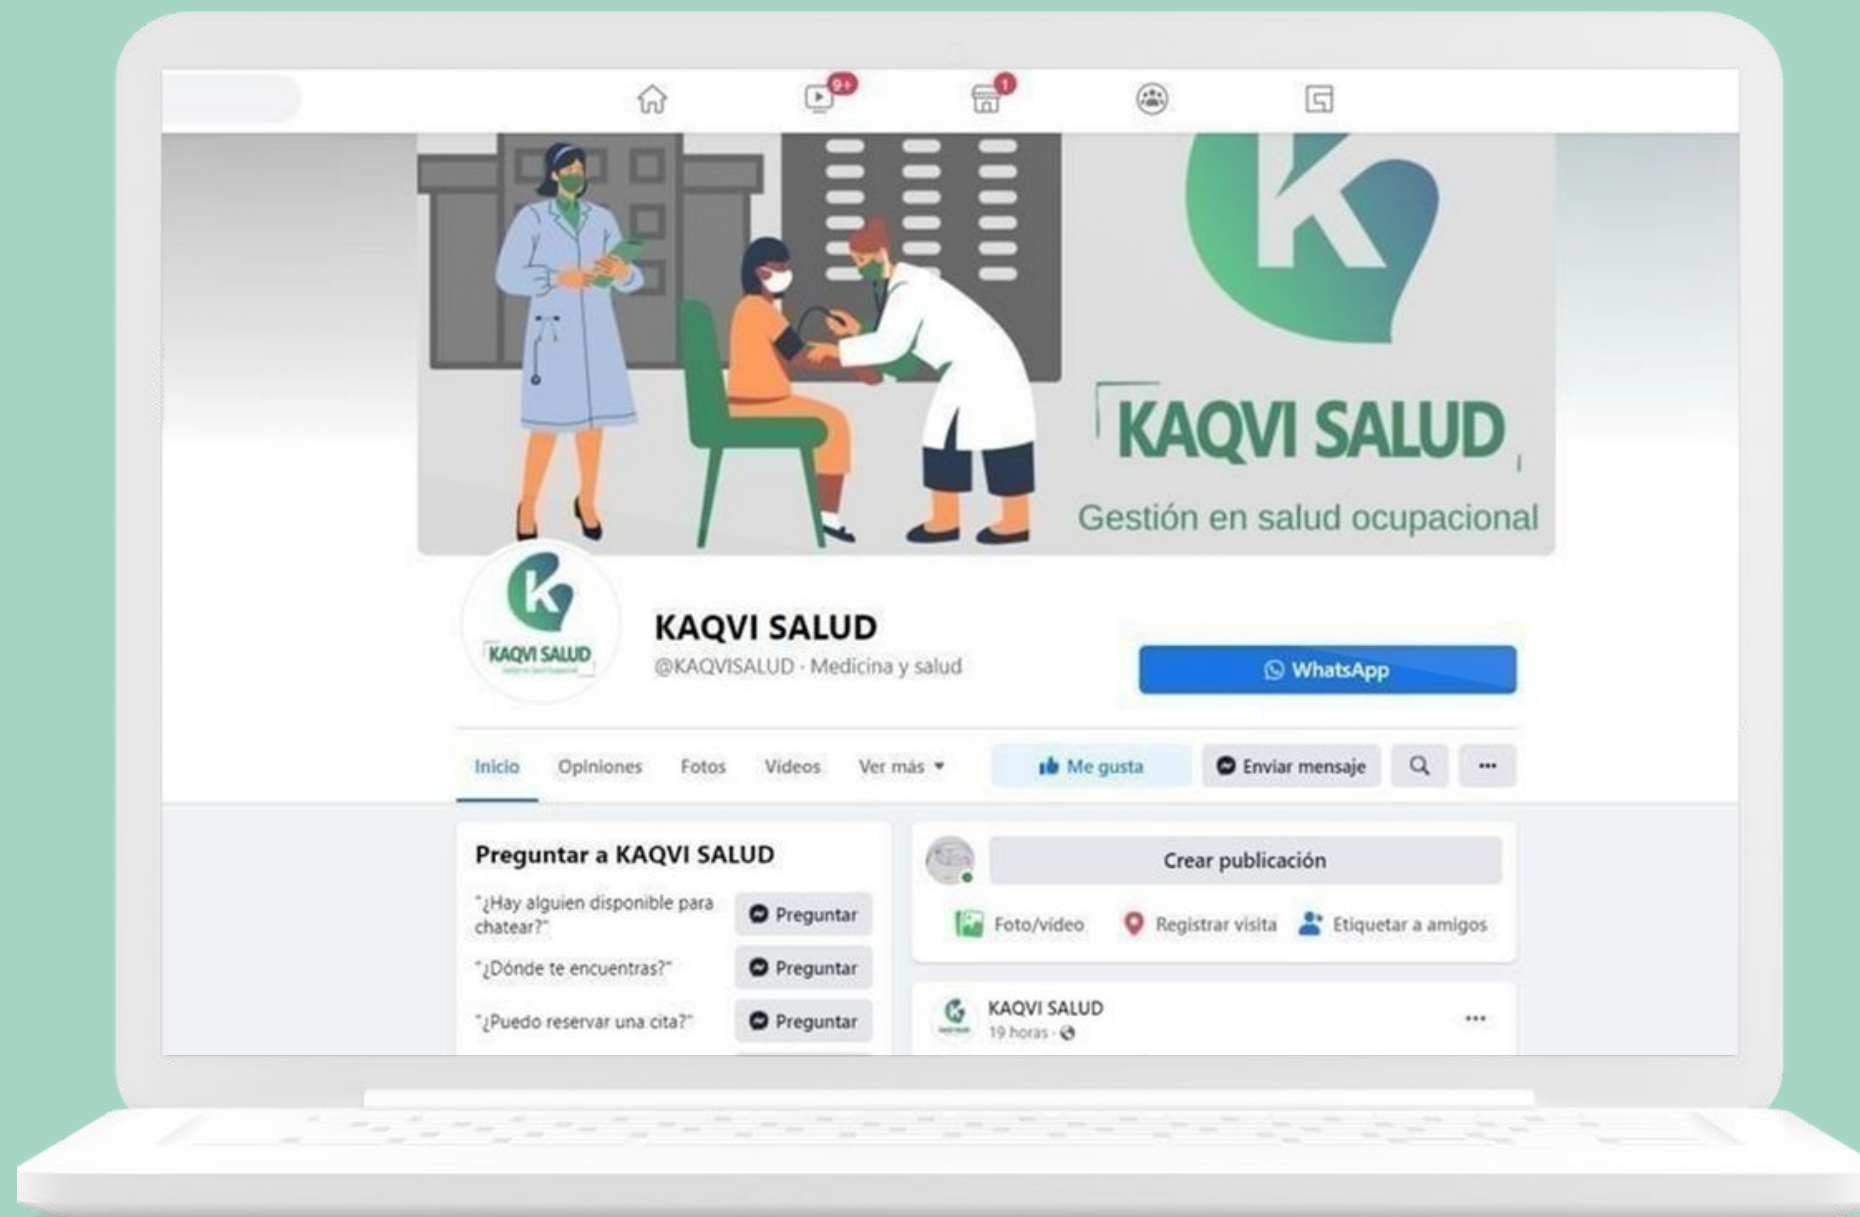 9+
1
K
KAQVI SALUD
Gestión en salud ocupacional
K
KAQVI SALUD
KAQVI SALUD
@KAQVISALUD · Medicina y salud
WhatsApp
Inicio
Opiniones
Fotos
Vídeos
Ver más
Me gusta
Enviar mensaje
Preguntar a KAQVI SALUD
"¿Hay alguien disponible para
chatear?"
Preguntar
"¿Dónde te encuentras?"
Preguntar
"¿Puedo reservar una cita?"
Preguntar
Crear publicación
Foto/vídeo
Registrar visita
Etiquetar a amigos
KAQVI SALUD
19 horas ·